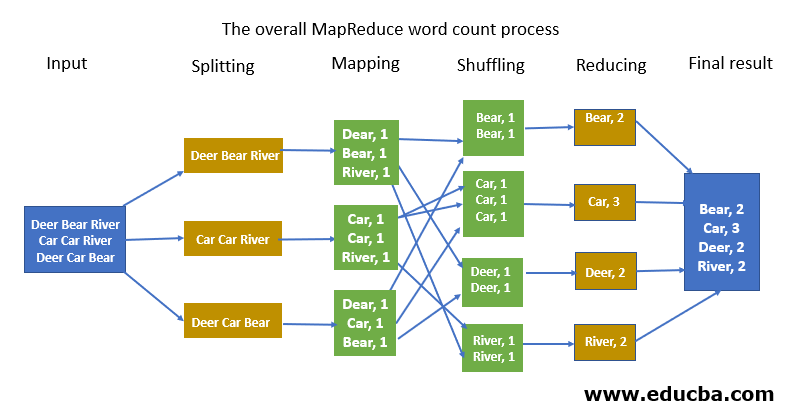 The overall MapReduce word count process
Input
Splitting
Mapping
Shuffling
Reducing
Final result
Deer Bear River
Car Car River
Deer Car Bear
Deer Bear River
Car Car River
Deer Car Bear
Dear, 1
Bear, 1
River, 1
Car, 1
Car, 1
River, 1
Dear, 1
Car, 1
Bear, 1
Bear, 1
Bear, 1
Car, 1
Car, 1
Car, 1
Deer, 1
Deer, 1
River, 1
River, 1
Bear, 2
Car, 3
Deer, 2
River, 2
Bear, 2
Car, 3
Deer, 2
River, 2
www.educba.com